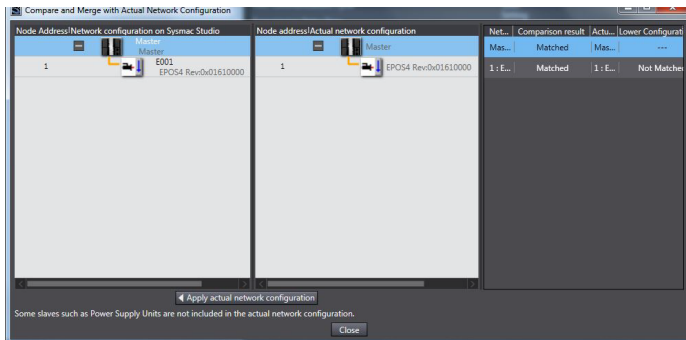 Compare and Merge with Actual Network Configuration
Node Address|Network configuration on Sysmac Studio
Master
Master
1
E001
EPOS4 Rev:0x01610000
Node address|Actual network configuration
Master
1
EPOS4 Rev:0x01610000
Net... Comparison result Actu... Lower Configurati
Mas... Matched Mas... ---
1 : E... Matched 1 : E... Not Matche
Apply actual network configuration
Some slaves such as Power Supply Units are not included in the actual network configuration.
Close